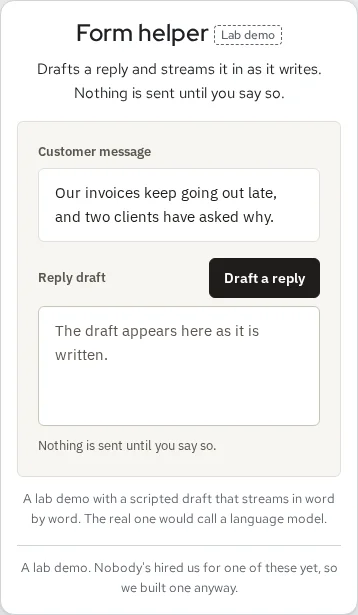 Form helper
Lab demo
Drafts a reply and streams it in as it writes.
Nothing is sent until you say so.
Customer message
Our invoices keep going out late,
and two clients have asked why.
Reply draft
Draft a reply
The draft appears here as it is
written.
Nothing is sent until you say so.
A lab demo with a scripted draft that streams in word
by word. The real one would call a language model.
A lab demo. Nobody's hired us for one of these yet, so
we built one anyway.